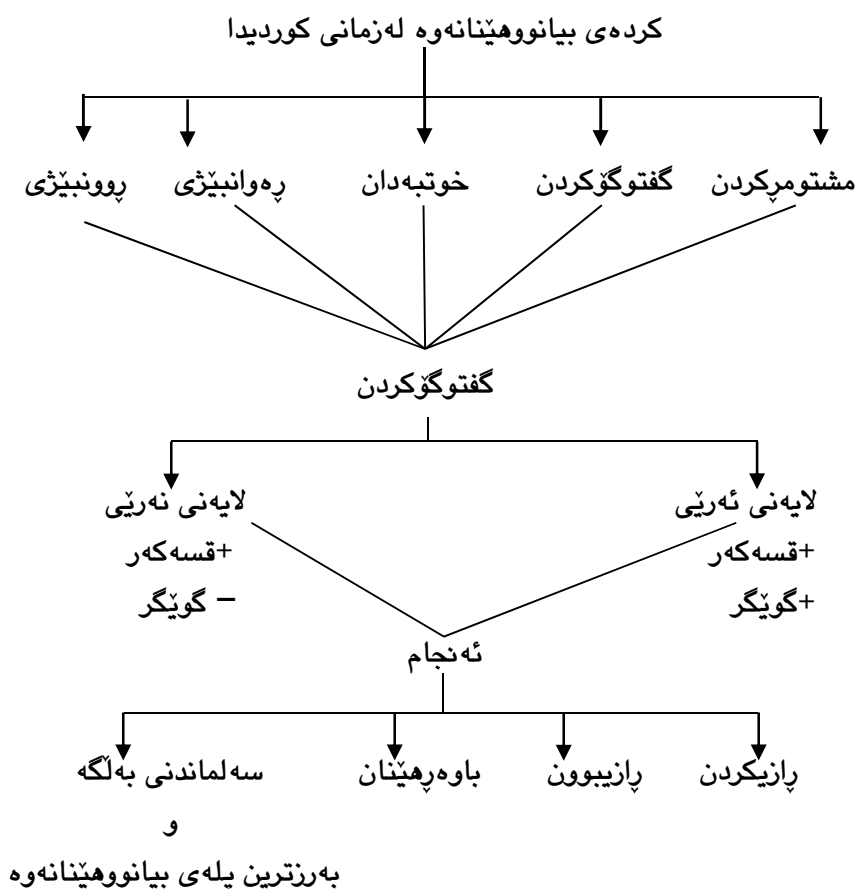 کردەی بیانووهێنانەوە لەزمانی کوردیدا
مشتومڕکردن گفتوگۆکردن خوتبەدان ڕەوانبێژی ڕوونبێژی
گفتوگۆکردن
لایەنی ئەرێی لایەنی نەرێی
+قسەکەر +قسەکەر
+گوێگر – گوێگر
ئەنجام
ڕازیکردن ڕازیبوون باوەڕهێنان سەلماندنی بەڵگە
و
بەرزترین پلەی بیانووهێنانەوە